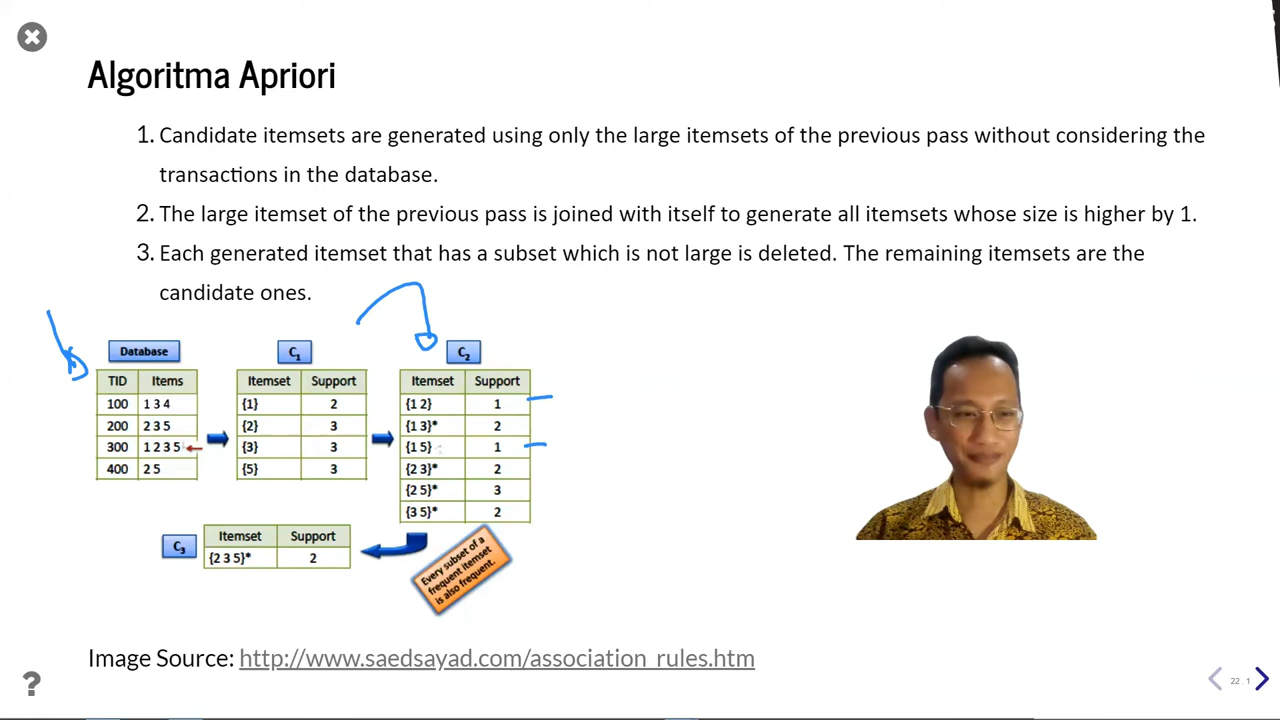 Algoritma Apriori
1. Candidate itemsets are generated using only the large itemsets of the previous pass without considering the
transactions in the database.
2. The large itemset of the previous pass is joined with itself to generate all itemsets whose size is higher by 1.
3. Each generated itemset that has a subset which is not large is deleted. The remaining itemsets are the
candidate ones.
Database
TID Items
100 1 3 4
200 2 3 5
300 1 2 3 5
400 2 5
C1
Itemset Support
{1} 2
{2} 3
{3} 3
{5} 3
C2
Itemset Support
{1 2} 1
{1 3}* 2
{1 5} 1
{2 3}* 2
{2 5}* 3
{3 5}* 2
C3
Itemset Support
{2 3 5}* 2
Every subset of a
frequent itemset
is also frequent.
Image Source: http://www.saedsayad.com/association_rules.htm
?
22 . 1